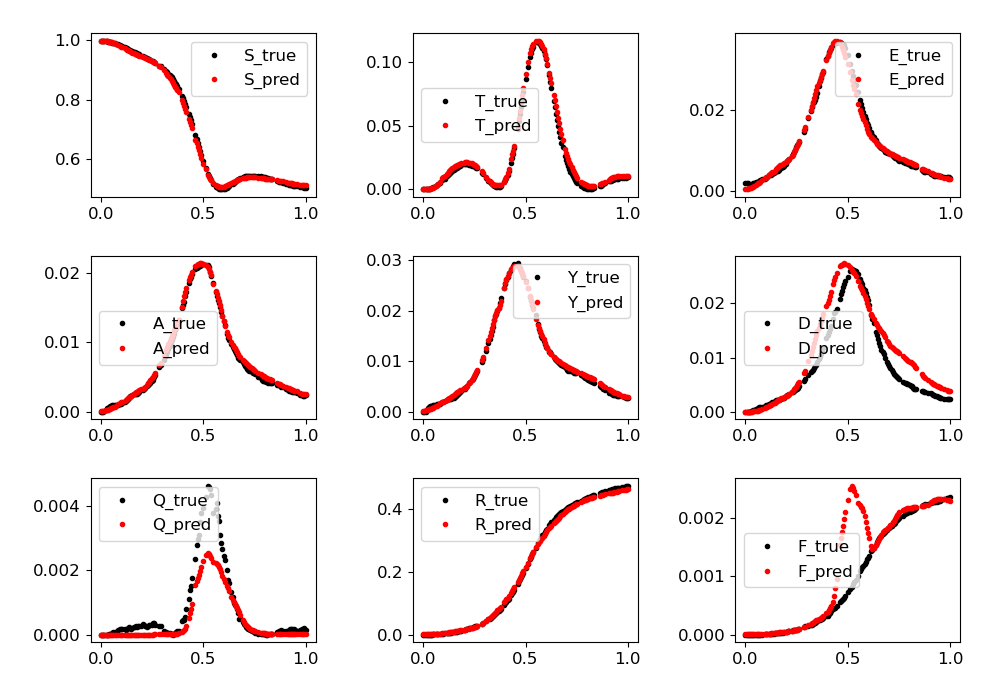 1.0
0.8
0.6
S_true
S_pred
0.0 0.5 1.0
0.10
0.05
0.00
T_true
T_pred
0.0 0.5 1.0
0.02
0.00
E_true
E_pred
0.0 0.5 1.0
0.02
0.01
0.00
A_true
A_pred
0.0 0.5 1.0
0.03
0.02
0.01
0.00
Y_true
Y_pred
0.0 0.5 1.0
0.02
0.01
0.00
D_true
D_pred
0.0 0.5 1.0
0.004
0.002
0.000
Q_true
Q_pred
0.0 0.5 1.0
0.4
0.2
0.0
R_true
R_pred
0.0 0.5 1.0
0.002
0.001
0.000
F_true
F_pred
0.0 0.5 1.0